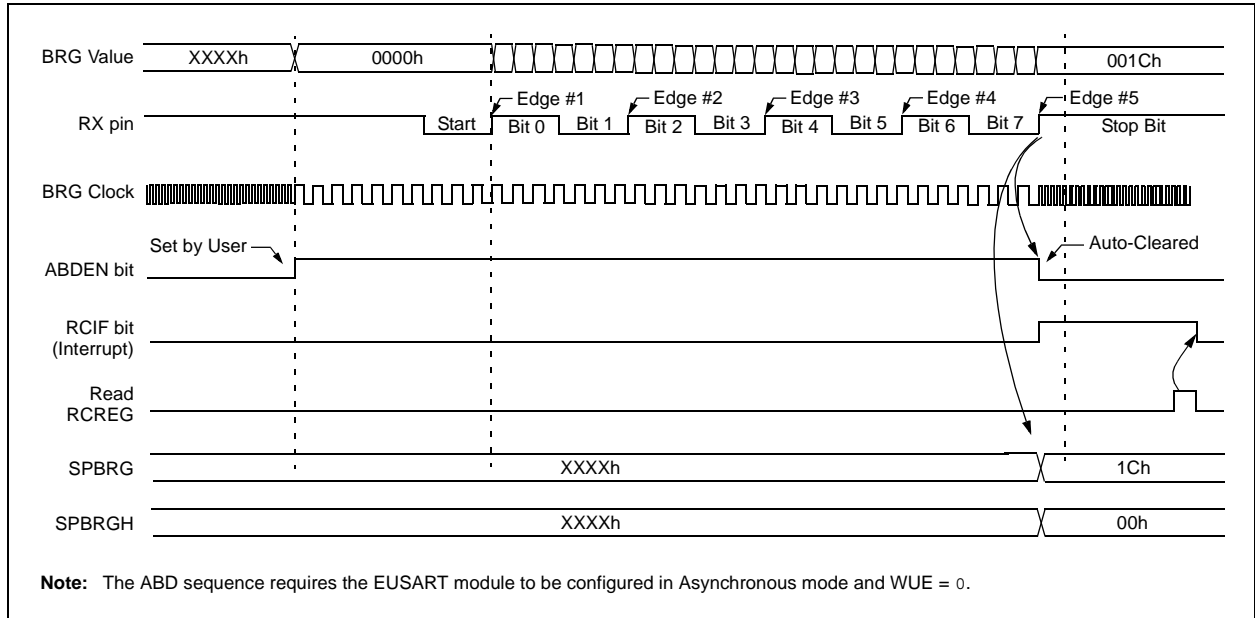 BRG Value XXXXh 0000h 001Ch
Edge #1 Edge #2 Edge #3 Edge #4 Edge #5
RX pin Start Bit 0 Bit 1 Bit 2 Bit 3 Bit 4 Bit 5 Bit 6 Bit 7 Stop Bit
BRG Clock
Set by User Auto-Cleared
ABDEN bit
RCIF bit
(Interrupt)
Read
RCREG
SPBRG XXXXh 1Ch
SPBRGH XXXXh 00h
Note: The ABD sequence requires the EUSART module to be configured in Asynchronous mode and WUE = 0.